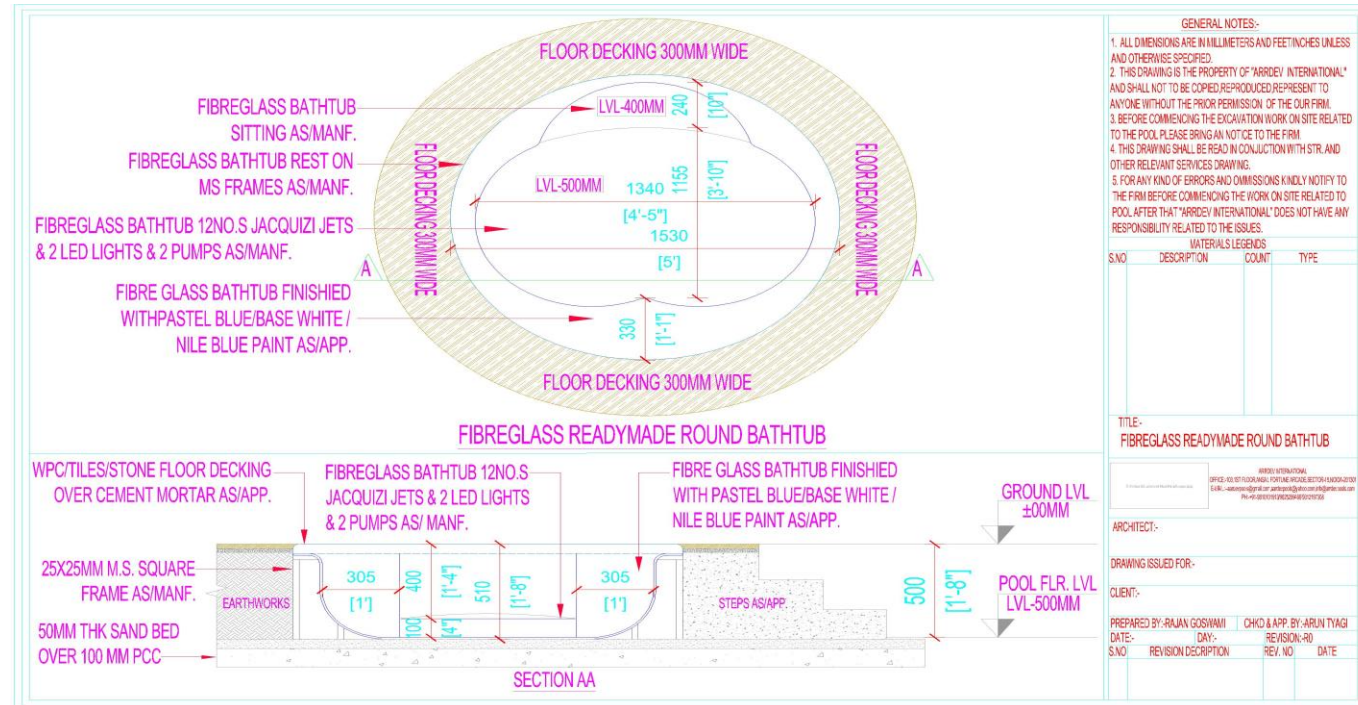 FLOOR DECKING 300MM WIDE
FIBREGLASS BATHTUB
SITTING AS/MANF.
LVL-400MM
240
[10"]
FIBREGLASS BATHTUB REST ON
MS FRAMES AS/MANF.
FLOOR DECKING 300MM WIDE
FLOOR DECKING 300MM WIDE
LVL-500MM
1340
[4'-5"]
1155
[3'-10"]
FIBREGLASS BATHTUB 12NO.S JACQUIZI JETS
& 2 LED LIGHTS & 2 PUMPS AS/MANF.
1530
[5']
A
A
FIBRE GLASS BATHTUB FINISHIED
WITHPASTEL BLUE/BASE WHITE /
NILE BLUE PAINT AS/APP.
330
[1'-1"]
FLOOR DECKING 300MM WIDE
FIBREGLASS READYMADE ROUND BATHTUB
WPC/TILES/STONE FLOOR DECKING
OVER CEMENT MORTAR AS/APP.
FIBREGLASS BATHTUB 12NO.S
JACQUIZI JETS & 2 LED LIGHTS
& 2 PUMPS AS/ MANF.
FIBRE GLASS BATHTUB FINISHIED
WITH PASTEL BLUE/BASE WHITE /
NILE BLUE PAINT AS/APP.
GROUND LVL
±00MM
25X25MM M.S. SQUARE
FRAME AS/MANF.
EARTHWORKS
305
[1']
400
[1'-4"]
510
[1'-8"]
305
[1']
100
[4"]
STEPS AS/APP.
500
[1'-8"]
POOL FLR. LVL
LVL-500MM
50MM THK SAND BED
OVER 100 MM PCC
SECTION AA
GENERAL NOTES:-
1. ALL DIMENSIONS ARE IN MILLIMETERS AND FEET/INCHES UNLESS
AND OTHERWISE SPECIFIED.
2. THIS DRAWING IS THE PROPERTY OF "ARRDEV INTERNATIONAL"
AND SHALL NOT TO BE COPIED,REPRODUCED,REPRESENT TO
ANYONE WITHOUT THE PRIOR PERMISSION OF THE OUR FIRM.
3. BEFORE COMMENCING THE EXCAVATION WORK ON SITE RELATED
TO THE POOL PLEASE BRING AN NOTICE TO THE FIRM.
4. THIS DRAWING SHALL BE READ IN CONJUCTION WITH STR. AND
OTHER RELEVANT SERVICES DRAWING.
5. FOR ANY KIND OF ERRORS AND OMMISSIONS KINDLY NOTIFY TO
THE FIRM BEFORE COMMENCING THE WORK ON SITE RELATED TO
POOL AFTER THAT "ARRDEV INTERNATIONAL" DOES NOT HAVE ANY
RESPONSIBILITY RELATED TO THE ISSUES.
MATERIALS LEGENDS
S.NO DESCRIPTION COUNT TYPE
TITLE:-
FIBREGLASS READYMADE ROUND BATHTUB
ARRDEV INTERNATIONAL
ARCHITECT:-
DRAWING ISSUED FOR:-
CLIENT:-
PREPARED BY:-RAJAN GOSWAMI CHKD & APP. BY:-ARUN TYAGI
DATE:- DAY:- REVISION:-R0
S.NO REVISION DECRIPTION REV. NO DATE